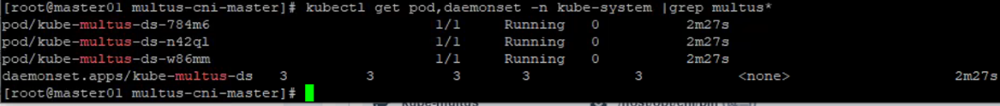 [root@master01 multus-cni-master]# kubectl get pod,daemonset -n kube-system |grep multus*
pod/kube-multus-ds-784m6 1/1 Running 0 2m27s
pod/kube-multus-ds-n42ql 1/1 Running 0 2m27s
pod/kube-multus-ds-w86mm 1/1 Running 0 2m27s
daemonset.apps/kube-multus-ds 3 3 3 3 3 <none> 2m27s
[root@master01 multus-cni-master]#